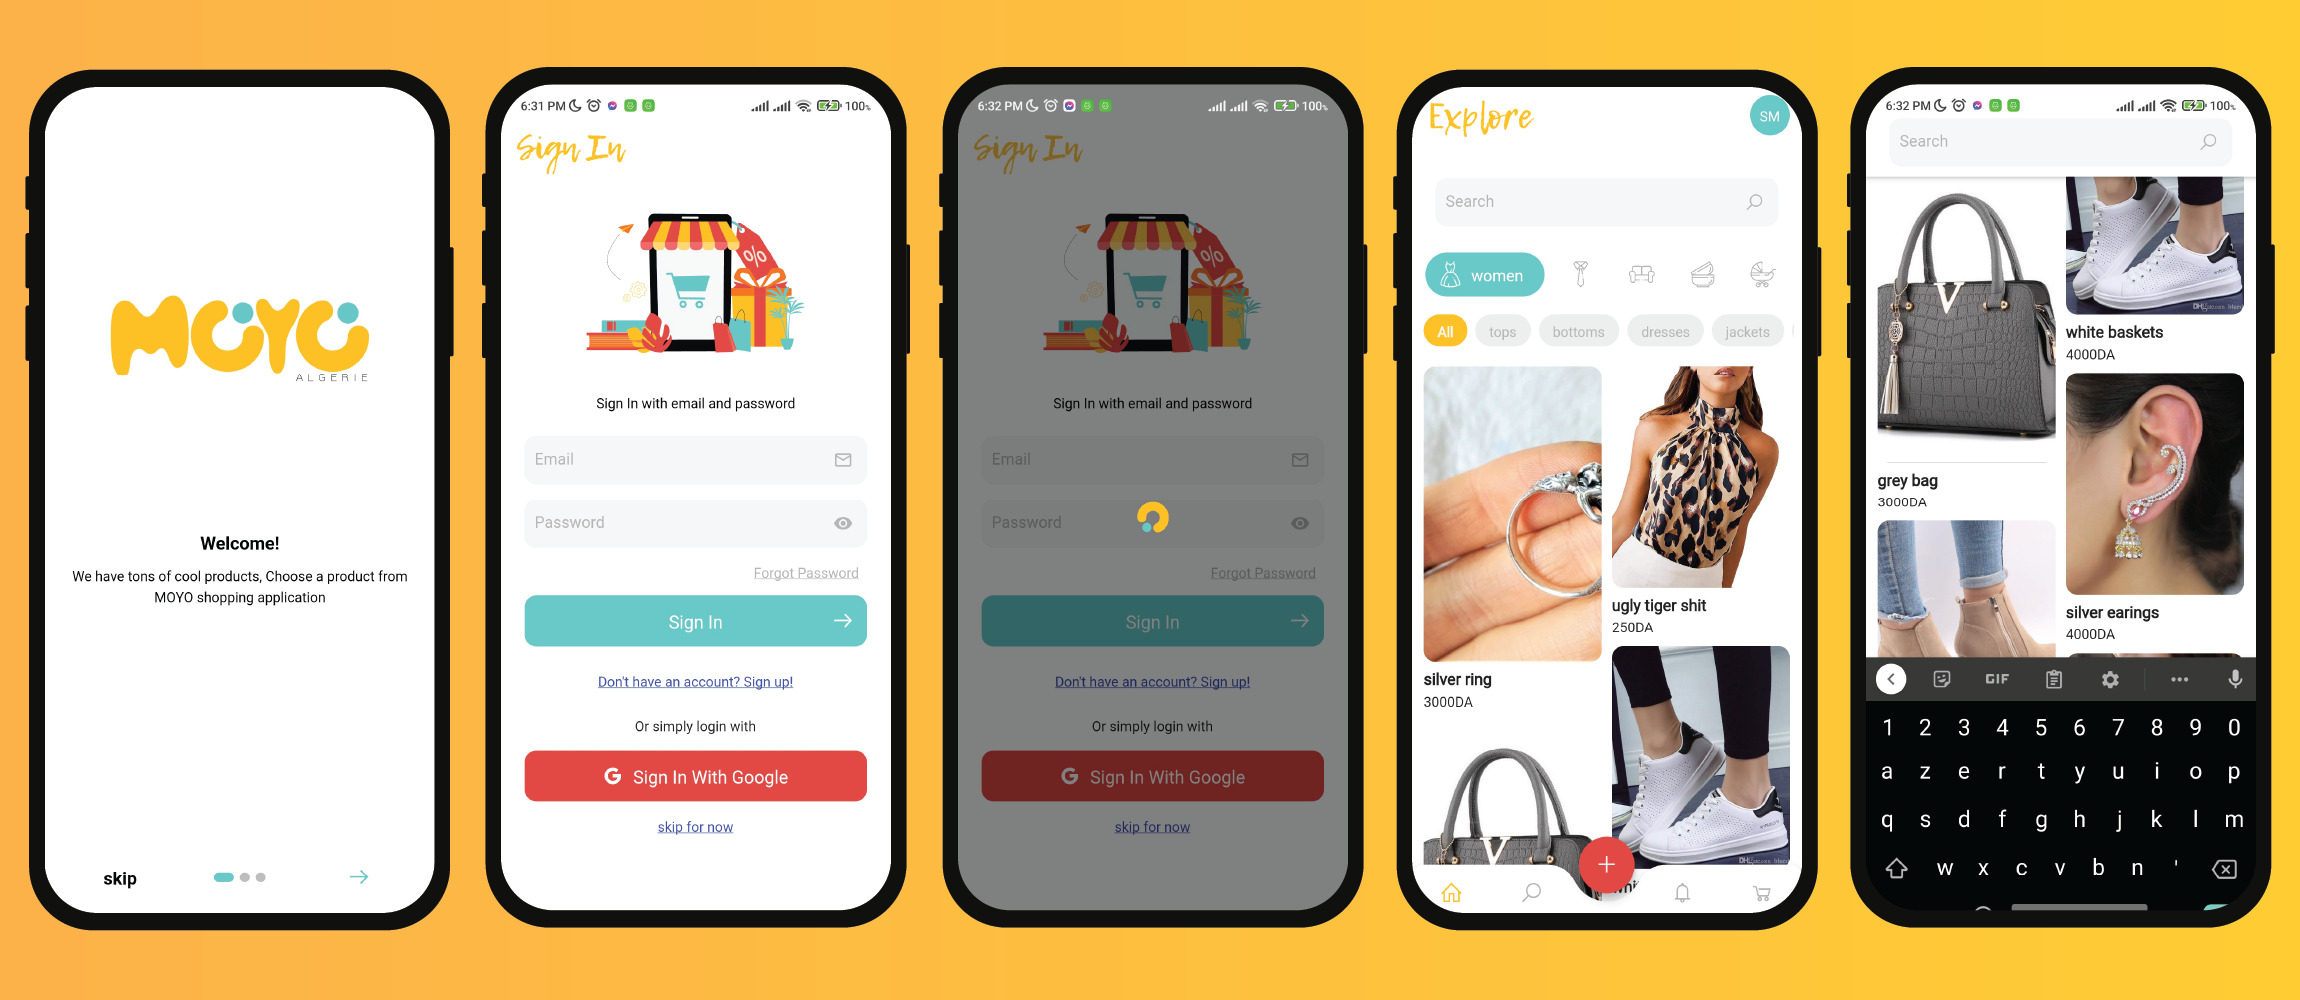 MOYO
ALGERIE
Welcome!
We have tons of cool products, Choose a product from
MOYO shopping application
skip
6:31 PM
100%
Sign In
%
Sign In with email and password
Email
Password
Forgot Password
Sign In
Don't have an account? Sign up!
Or simply login with
G Sign In With Google
skip for now
6:32 PM
100%
Sign In
%
Sign In with email and password
Email
Password
Forgot Password
Sign In
Don't have an account? Sign up!
Or simply login with
G Sign In With Google
skip for now
Explore
SM
Search
women
All tops bottoms dresses jackets
silver ring
3000DA
ugly tiger shit
250DA
V
6:32 PM
100%
Search
V
grey bag
3000DA
white baskets
4000DA
silver earings
4000DA
GIF
1 2 3 4 5 6 7 8 9 0
a z e r t y u i o p
q s d f g h j k l m
w x c v b n '